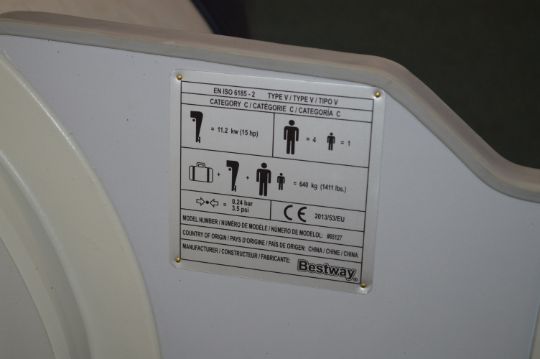 EN ISO 6185 - 2 TYPE V / TYPE V / TIPO V
CATEGORY C / CATÉGORIE C / CATEGORÍA C
= 11.2 kw (15 hp)
= 4
= 1
+ + = 640 kg (1411 lbs.)
0.24 bar
= 3.5 psi
CE 2013/53/EU
MODEL NUMBER / NUMÉRO DE MODÈLE / NÚMERO DE MODELO:
COUNTRY OF ORIGIN / PAYS D'ORIGINE / PAÍS DE ORIGEN: CHINA / CHINE / CHINA
MANUFACTURER / CONSTRUCTEUR / FABRICANTE: Bestway